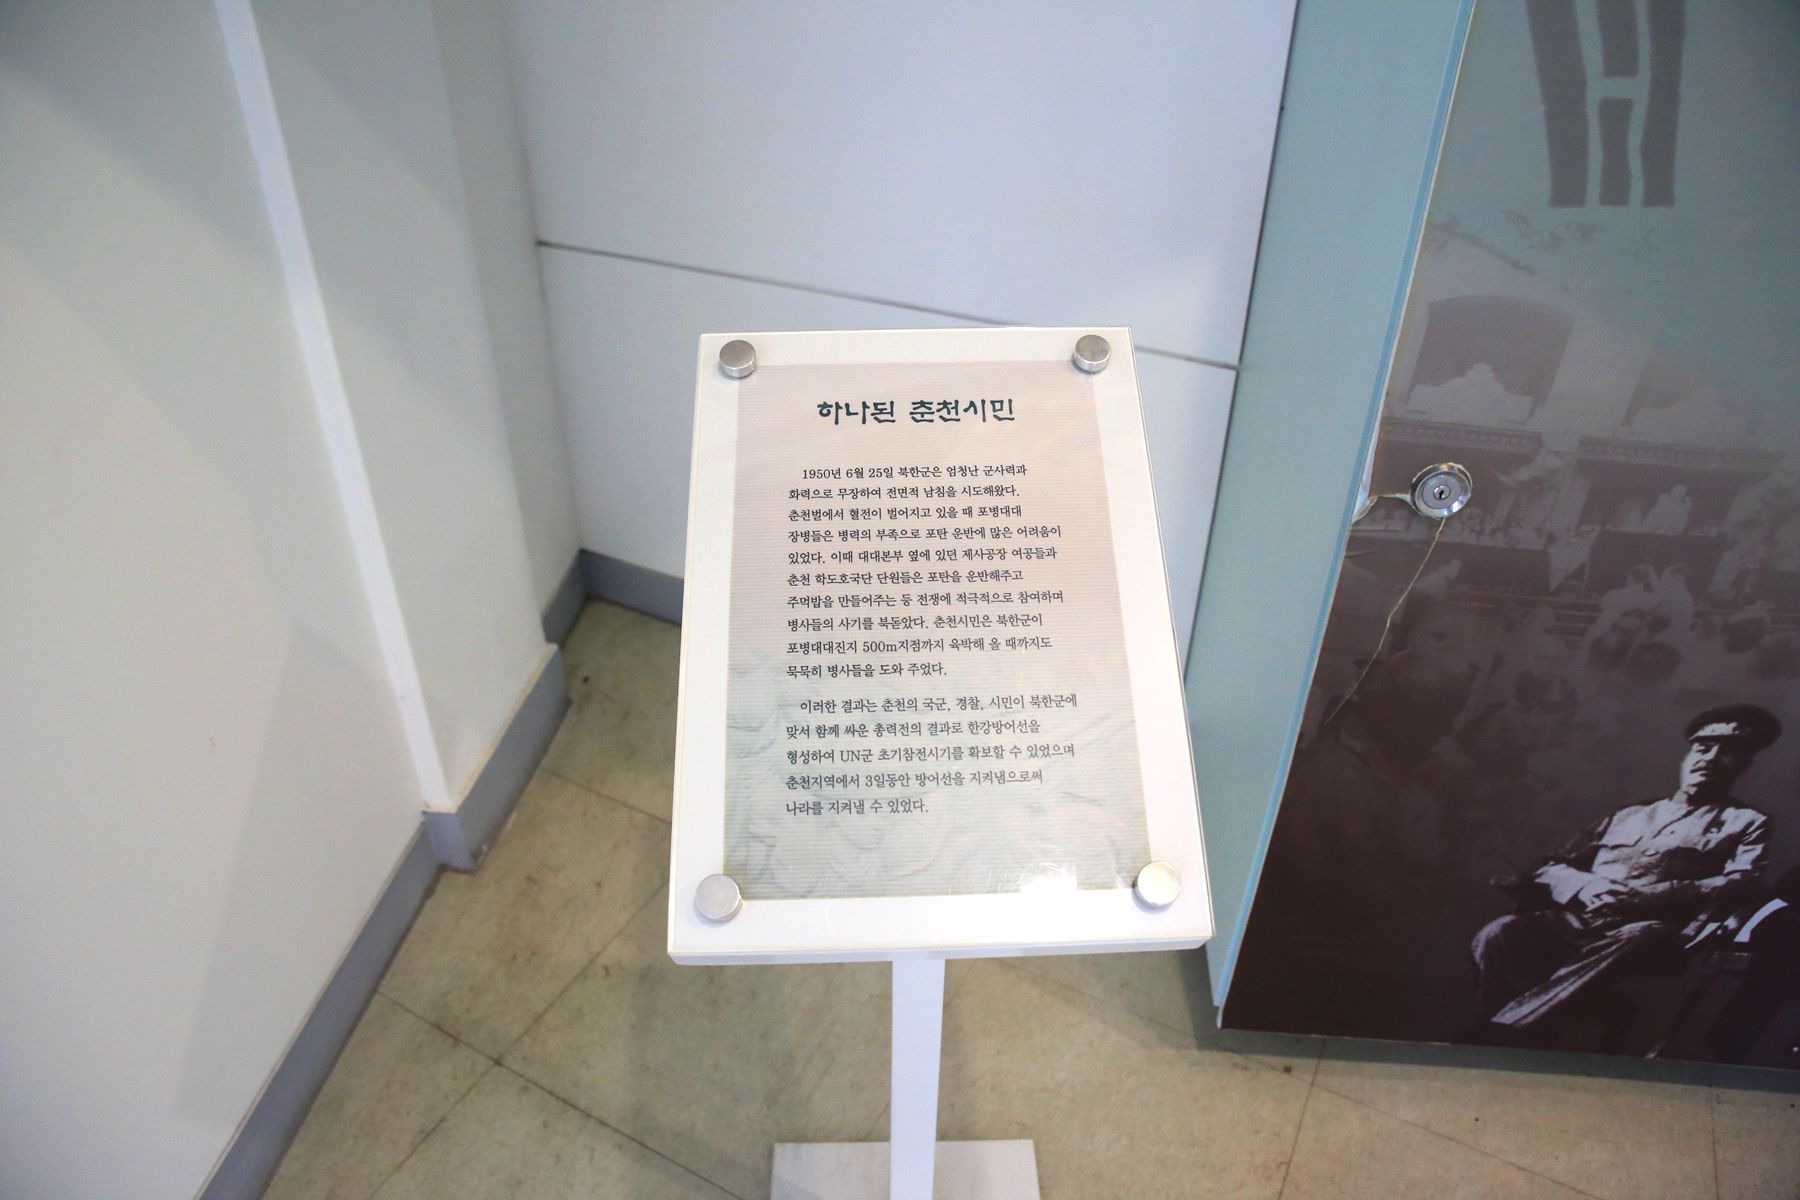 하나된 춘천시민
1950년 6월 25일 북한군은 엄청난 군사력과
화력으로 무장하여 전면적 남침을 시도해왔다.
춘천벌에서 혈전이 벌어지고 있을 때 포병대대
장병들은 병력의 부족으로 포탄 운반에 많은 어려움이
있었다. 이때 대대본부 옆에 있던 제사공장 여공들과
춘천 학도호국단 단원들은 포탄을 운반해주고
주먹밥을 만들어주는 등 전쟁에 적극적으로 참여하며
병사들의 사기를 북돋았다. 춘천시민은 북한군이
포병대대진지 500m지점까지 육박해 올 때까지도
묵묵히 병사들을 도와 주었다.
이러한 결과는 춘천의 국군, 경찰, 시민이 북한군에
맞서 함께 싸운 총력전의 결과로 한강방어선을
형성하여 UN군 초기참전시기를 확보할 수 있었으며
춘천지역에서 3일동안 방어선을 지켜냄으로써
나라를 지켜낼 수 있었다.